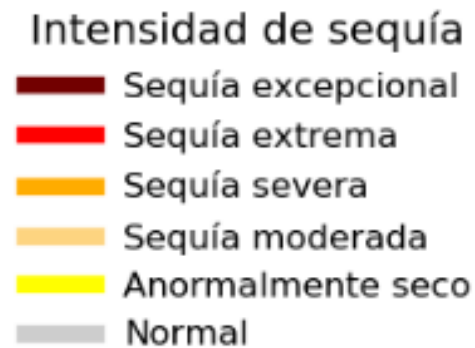 Intensidad de sequía
Sequía excepcional
Sequía extrema
Sequía severa
Sequía moderada
Anormalmente seco
Normal